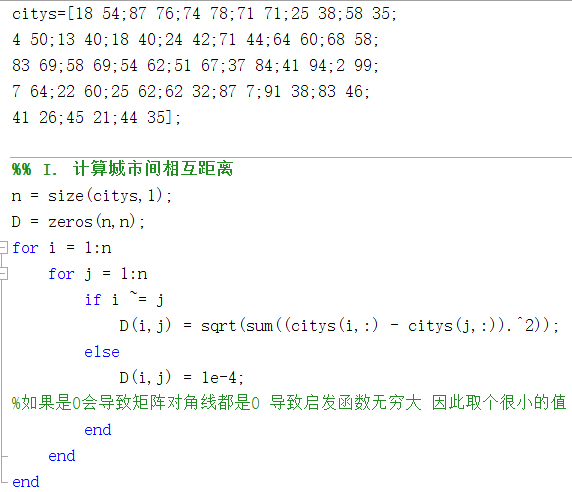 citys=[18 54;87 76;74 78;71 71;25 38;58 35;
4 50;13 40;18 40;24 42;71 44;64 60;68 58;
83 69;58 69;54 62;51 67;37 84;41 94;2 99;
7 64;22 60;25 62;62 32;87 7;91 38;83 46;
41 26;45 21;44 35];
%% I. 计算城市间相互距离
n = size(citys,1);
D = zeros(n,n);
for i = 1:n
for j = 1:n
if i ~= j
D(i,j) = sqrt(sum((citys(i,:) - citys(j,:)).^2));
else
D(i,j) = 1e-4;
%如果是0会导致矩阵对角线都是0 导致启发函数无穷大 因此取个很小的值
end
end
end